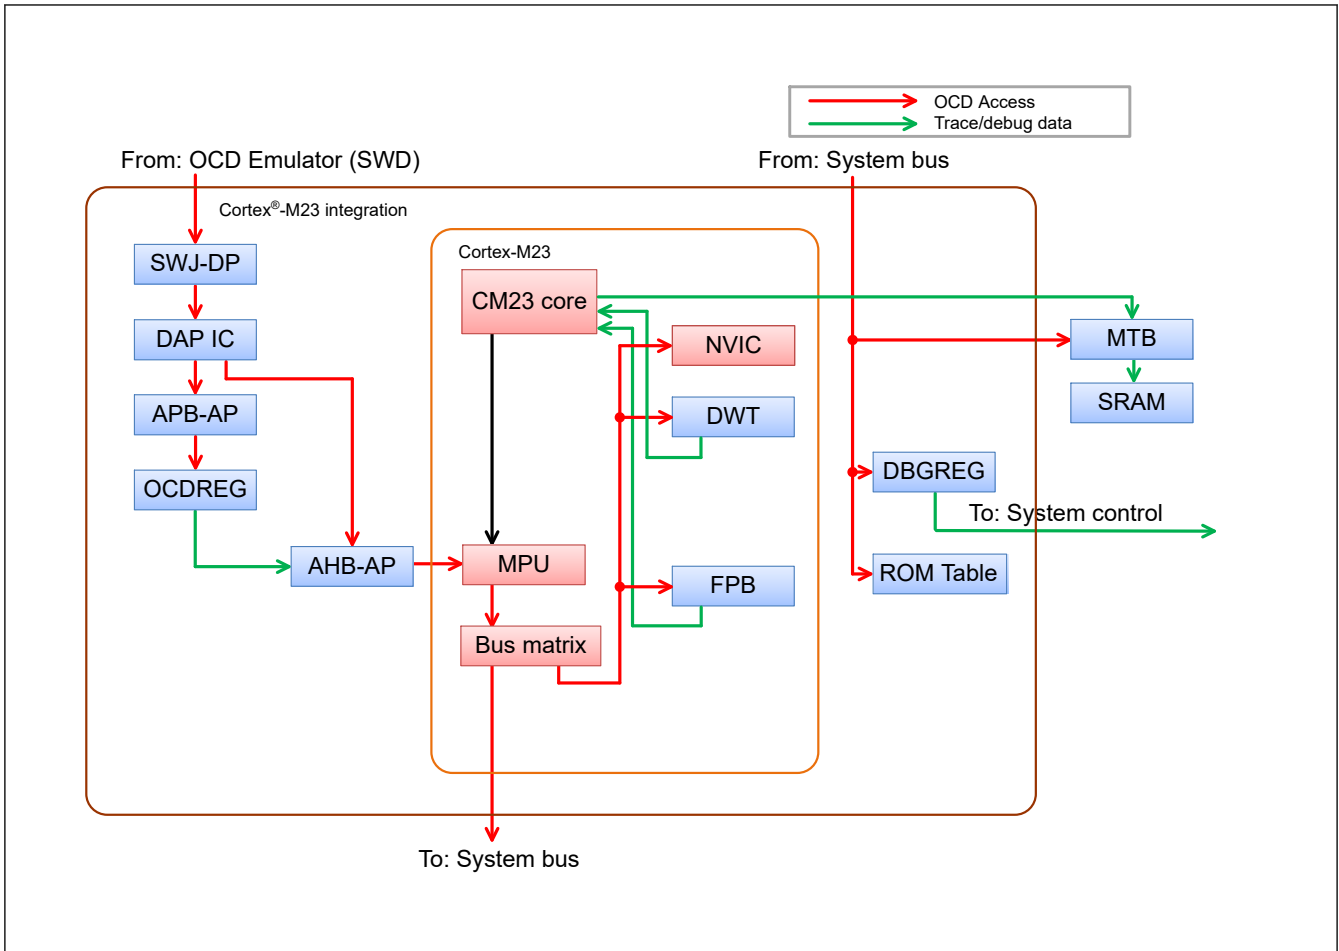 OCD Access
Trace/debug data
From: OCD Emulator (SWD)
From: System bus
Cortex®-M23 integration
Cortex-M23
SWJ-DP
CM23 core
DAP IC
NVIC
MTB
APB-AP
DWT
SRAM
OCDREG
DBGREG
To: System control
AHB-AP
MPU
FPB
ROM Table
Bus matrix
To: System bus